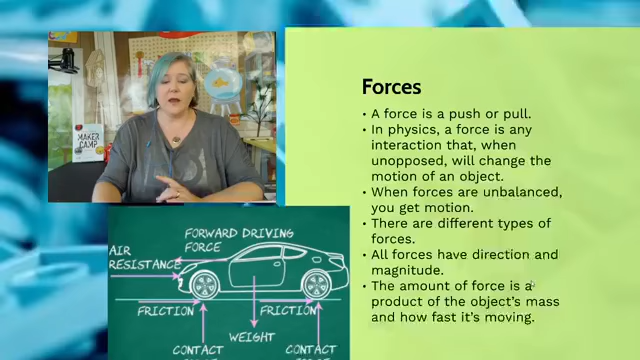 MAKER
CAMP
Forces
• A force is a push or pull.
• In physics, a force is any
interaction that, when
unopposed, will change the
motion of an object.
• When forces are unbalanced,
you get motion.
• There are different types of
forces.
• All forces have direction and
magnitude.
• The amount of force is a
product of the object's mass
and how fast it's moving.
FORWARD DRIVING
FORCE
AIR
RESISTANCE
FRICTION
FRICTION
WEIGHT
CONTACT
CONTACT